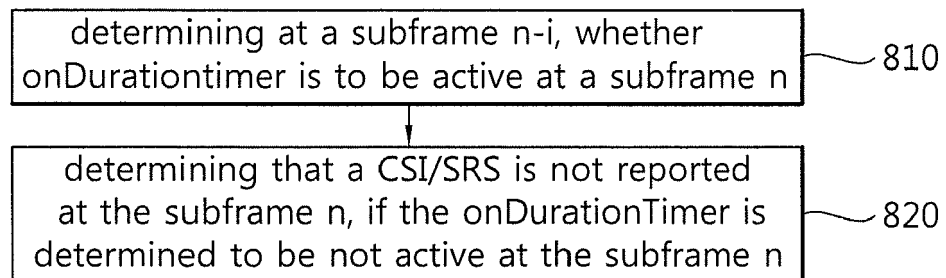 determining at a subframe n-i, whether
onDurationtimer is to be active at a subframe n
810
determining that a CSI/SRS is not reported
at the subframe n, if the onDurationTimer is
determined to be not active at the subframe n
820